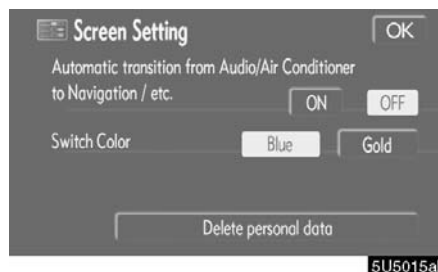 Screen Setting
OK
Automatic transition from Audio/Air Conditioner
to Navigation / etc.
ON
OFF
Switch Color
Blue
Gold
Delete personal data
5U5015a